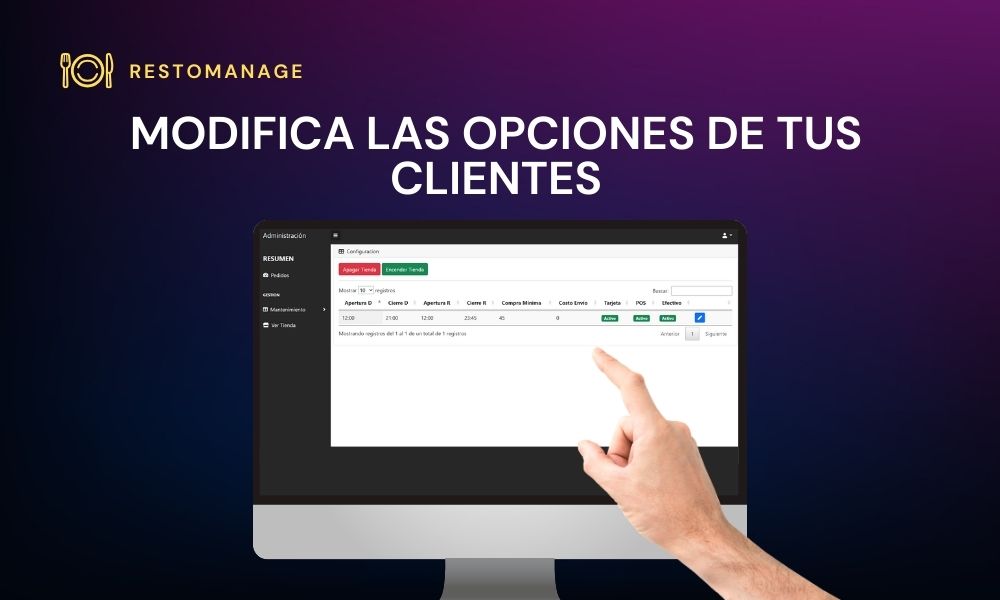 RESTOMANAGE
MODIFICA LAS OPCIONES DE TUS
CLIENTES
Administración
RESUMEN
Pedidos
GESTION
Mantenimiento
Ver Tienda
Configuracion
Apagar Tienda Encender Tienda
Mostrar 10 registros Buscar:
Apertura D Cierre D Apertura R Cierre R Compra Minima Costo Envio Tarjeta POS Efectivo
12:00 21:00 12:00 23:45 45 0 Activo Activo Activo
Mostrando registros del 1 al 1 de un total de 1 registros Anterior 1 Siguiente